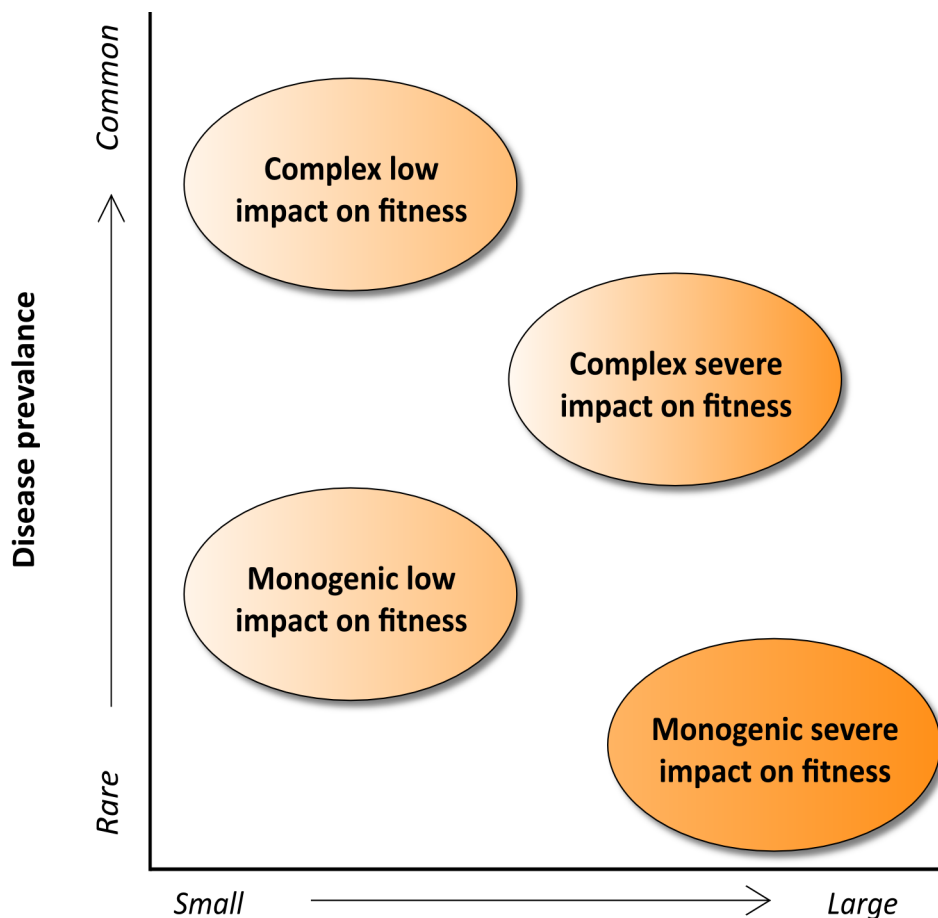 Common
Disease prevalance
Rare
Complex low
impact on fitness
Complex severe
impact on fitness
Monogenic low
impact on fitness
Monogenic severe
impact on fitness
Small
Large